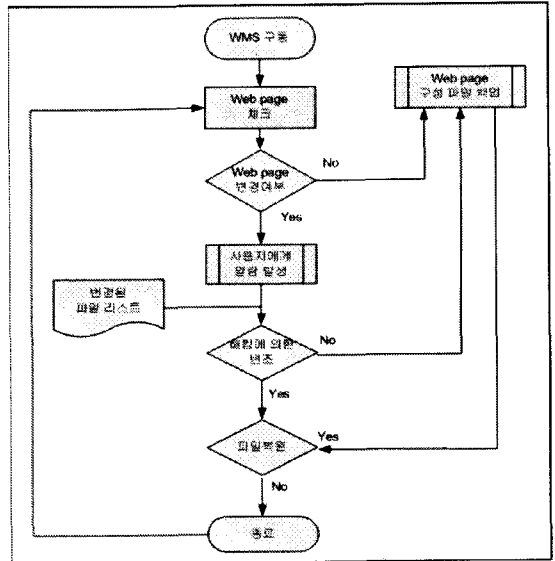 WMS 구동
Web page
체크
Web page
구성 파일 백업
No
Web page
변경여부
Yes
사용자에게
알람 발생
변경된
파일 리스트
해킹에 의한
변조
No
Yes
파일복원
Yes
No
종료